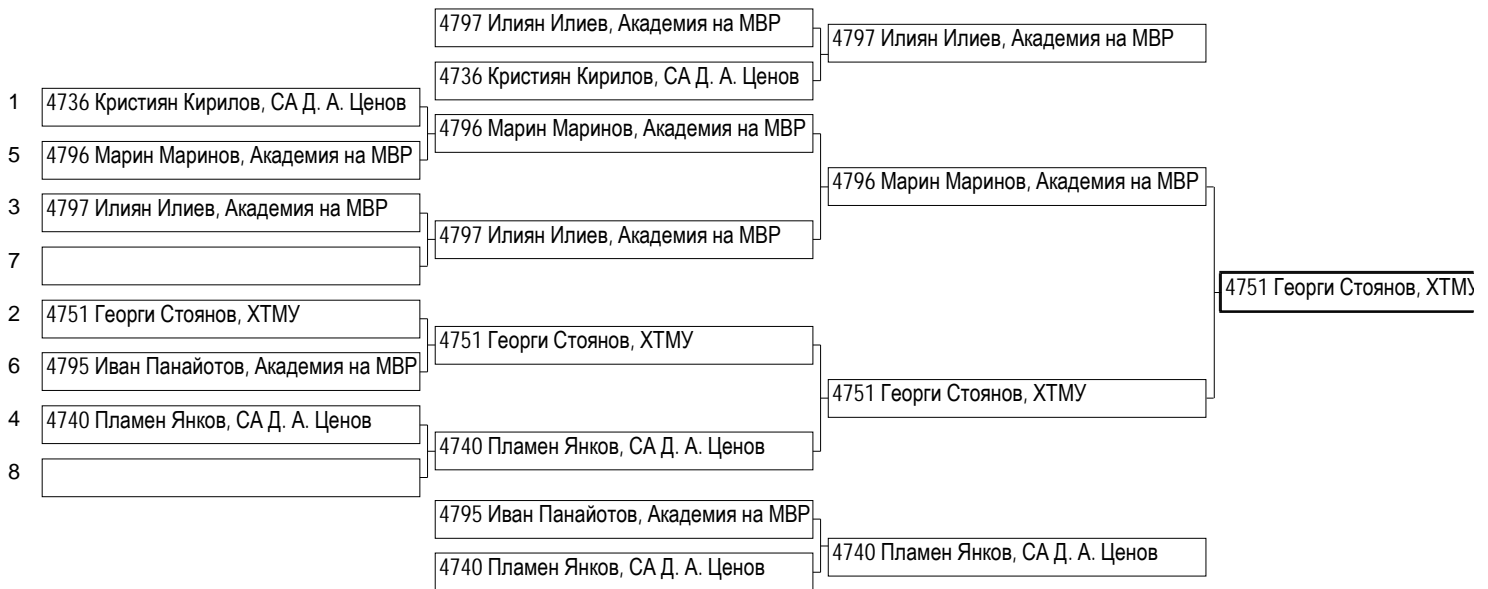 4797 Илиян Илиев, Академия на МВР
4797 Илиян Илиев, Академия на МВР
4736 Кристиян Кирилов, СА Д. А. Ценов
1 4736 Кристиян Кирилов, СА Д. А. Ценов
4796 Марин Маринов, Академия на МВР
5 4796 Марин Маринов, Академия на МВР
4796 Марин Маринов, Академия на МВР
3 4797 Илиян Илиев, Академия на МВР
4797 Илиян Илиев, Академия на МВР
7
4751 Георги Стоянов, ХТМУ
2 4751 Георги Стоянов, ХТМУ
4751 Георги Стоянов, ХТМУ
6 4795 Иван Панайотов, Академия на МВР
4751 Георги Стоянов, ХТМУ
4 4740 Пламен Янков, СА Д. А. Ценов
4740 Пламен Янков, СА Д. А. Ценов
8
4795 Иван Панайотов, Академия на МВР
4740 Пламен Янков, СА Д. А. Ценов
4740 Пламен Янков, СА Д. А. Ценов